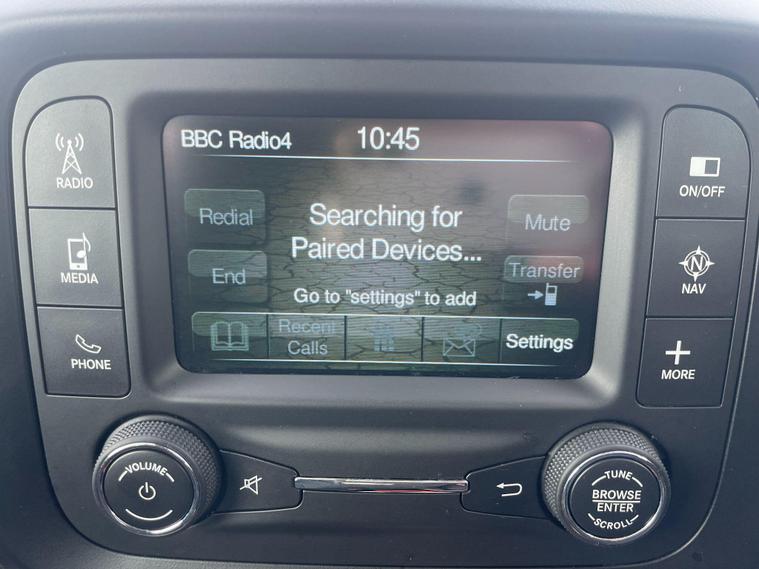 BBC Radio4 10:45
RADIO
MEDIA
PHONE
Redial
End
Searching for
Paired Devices...
Go to "settings" to add
Mute
Transfer
Recent
Calls
Settings
ON/OFF
N
NAV
MORE
VOLUME
TUNE
BROWSE
ENTER
SCROLL